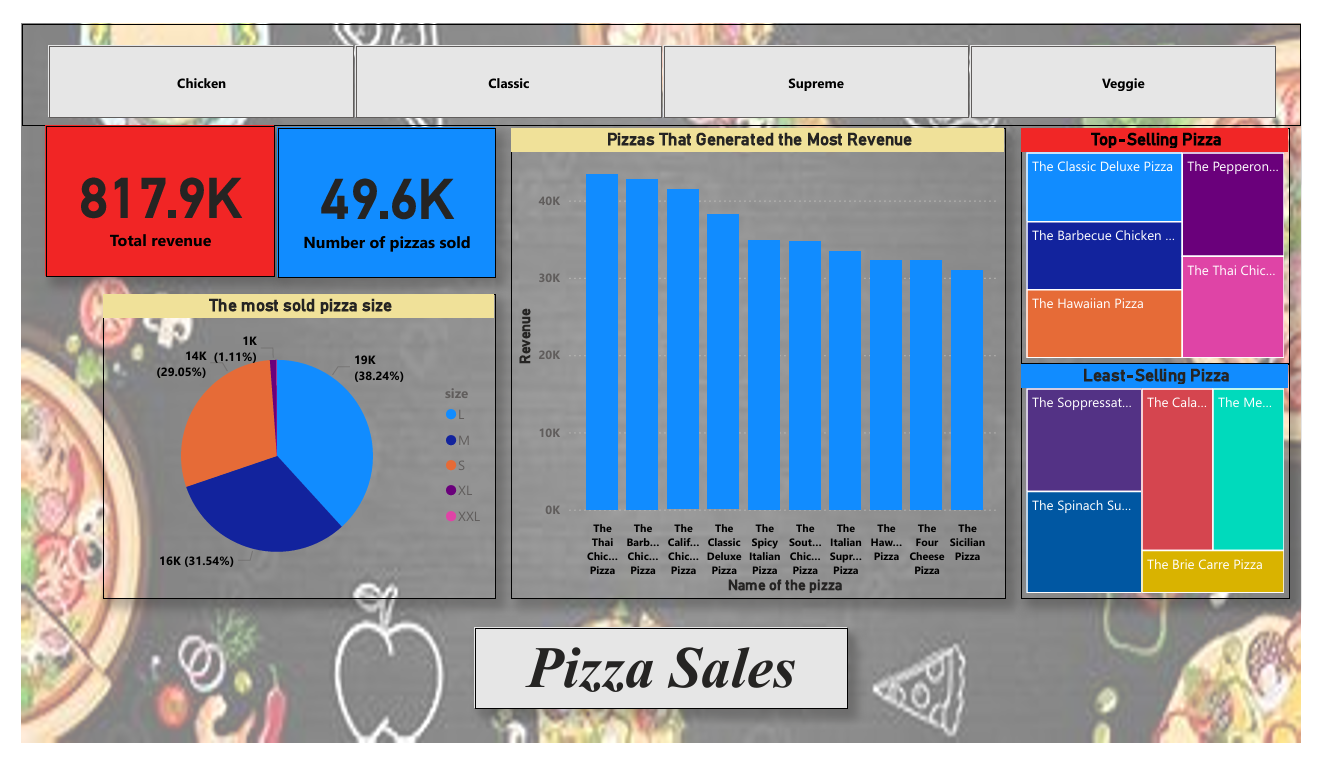 Chicken
Classic
Supreme
Veggie
817.9K
Total revenue
49.6K
Number of pizzas sold
The most sold pizza size
1K
(1.11%)
14K
(29.05%)
19K
(38.24%)
16K (31.54%)
size
L
M
S
XL
XXL
Pizzas That Generated the Most Revenue
Revenue
40K
30K
20K
10K
0K
The
Thai
Chic...
Pizza
The
Barb...
Chic...
Pizza
The
Calif...
Chic...
Pizza
The
Classic
Deluxe
Pizza
The
Spicy
Italian
Pizza
The
Sout...
Chic...
Pizza
The
Italian
Supr...
Pizza
The
Haw...
Pizza
The
Four
Cheese
Pizza
The
Sicilian
Pizza
Name of the pizza
Top-Selling Pizza
The Classic Deluxe Pizza
The Pepperon...
The Barbecue Chicken ...
The Thai Chic...
The Hawaiian Pizza
Least-Selling Pizza
The Soppressat...
The Cala...
The Me...
The Spinach Su...
The Brie Carre Pizza
Pizza Sales